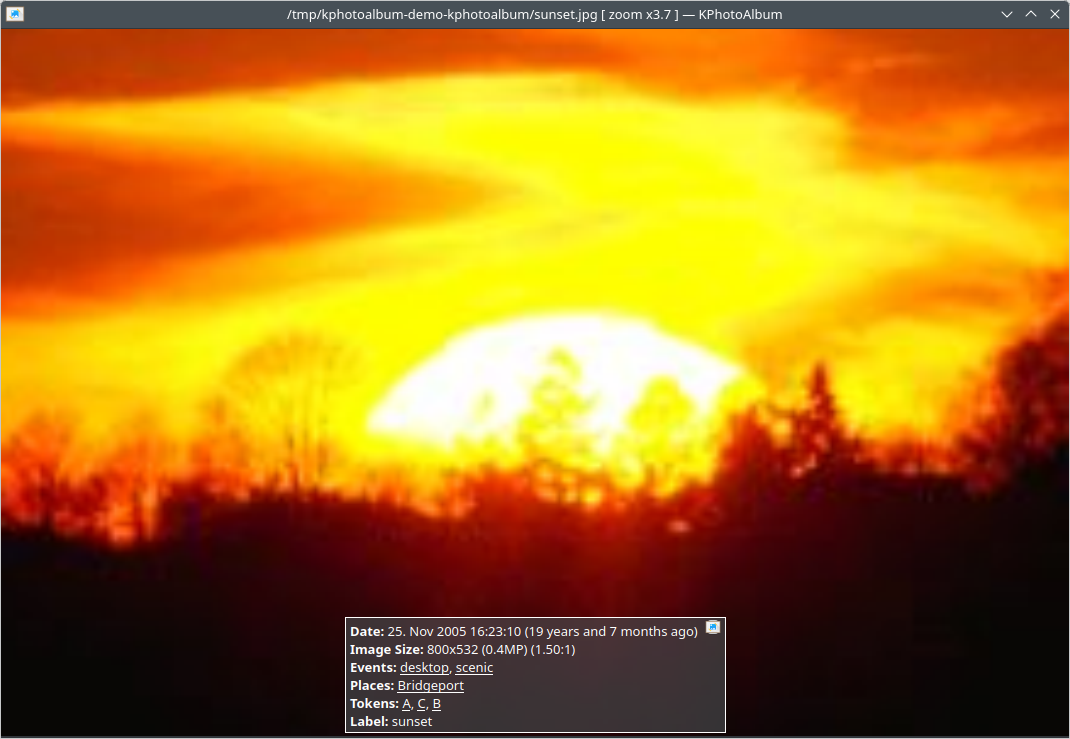 /tmp/kphotoalbum-demo-kphotoalbum/sunset.jpg [ zoom x3.7 ] — KPhotoAlbum
Date: 25. Nov 2005 16:23:10 (19 years and 7 months ago)
Image Size: 800x532 (0.4MP) (1.50:1)
Events: desktop, scenic
Places: Bridgeport
Tokens: A, C, B
Label: sunset